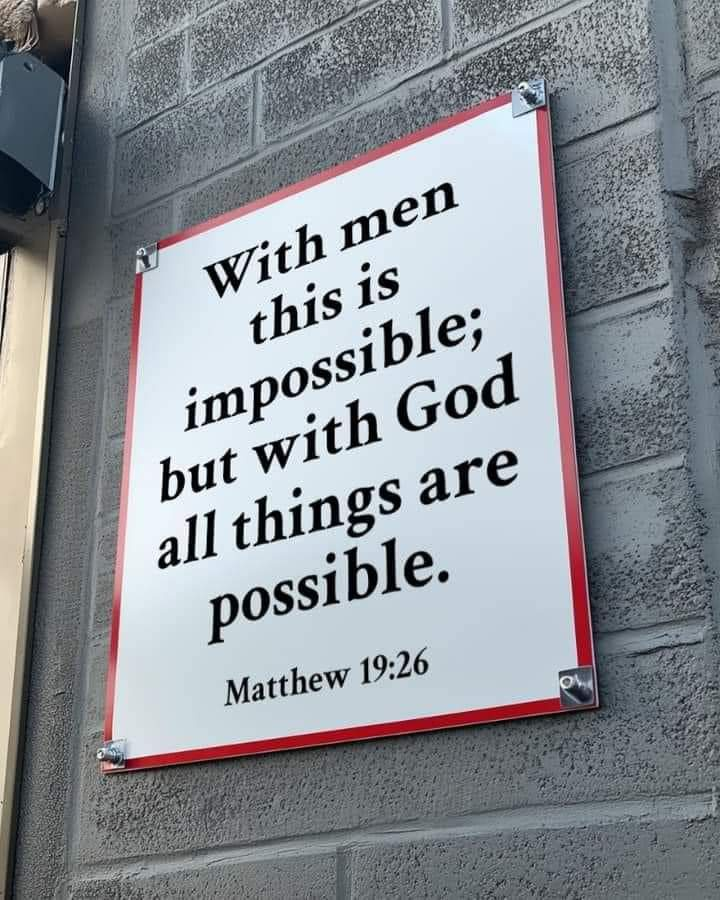 With men
this is
impossible;
but with God
all things are
possible.
Matthew 19:26